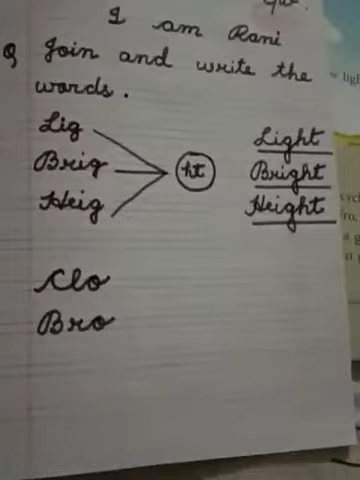 I am Rani
Q Join and write the
words.
Lig
Brig
Heig
ht
Light
Bright
Height
Clo
Bro